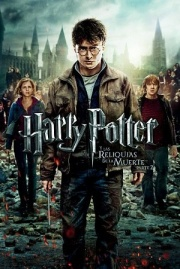 Harry Potter
Y LAS
RELIQUIAS
DE LA MUERTE
PARTE 2